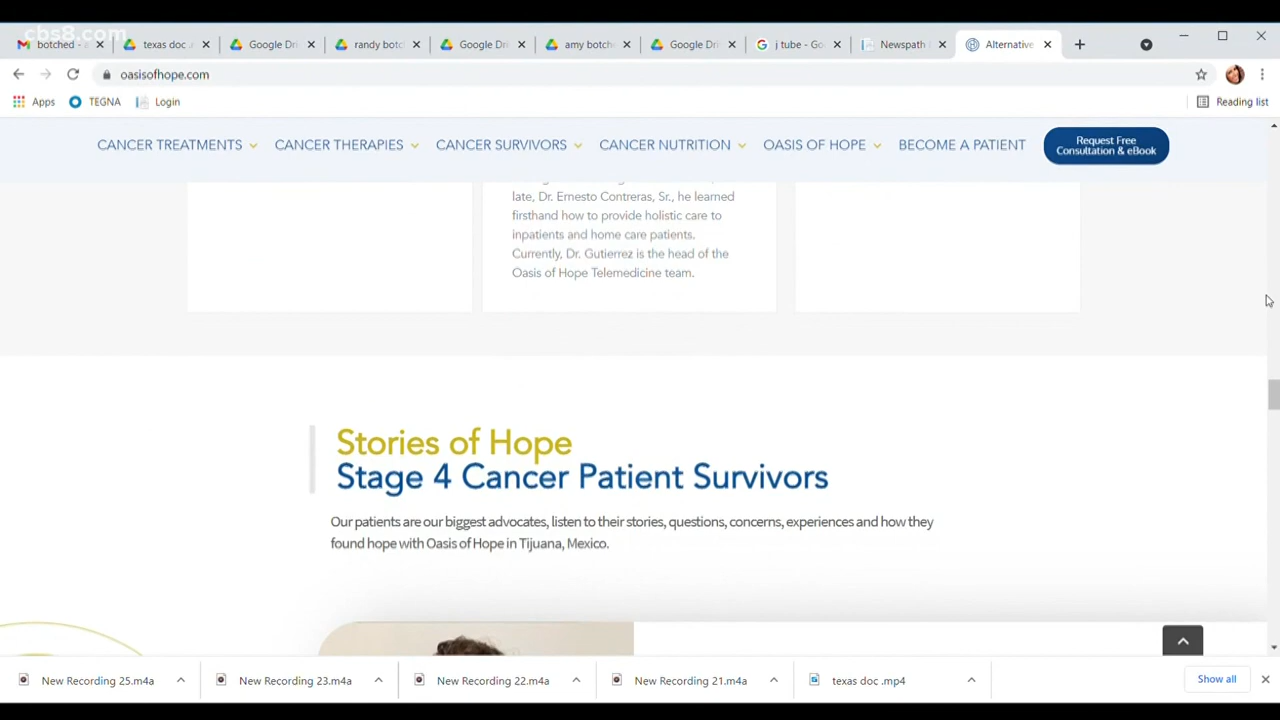 cbs8.com
botched - a
texas doc .
Google Dri
randy botc
Google Dri
amy botch
Google Dri
j tube - Go
Newspath
Alternative
oasisofhope.com
Apps
TEGNA
Login
Reading list
CANCER TREATMENTS
CANCER THERAPIES
CANCER SURVIVORS
CANCER NUTRITION
OASIS OF HOPE
BECOME A PATIENT
Request Free
Consultation & eBook
late, Dr. Ernesto Contreras, Sr., he learned
firsthand how to provide holistic care to
inpatients and home care patients.
Currently, Dr. Gutierrez is the head of the
Oasis of Hope Telemedicine team.
Stories of Hope
Stage 4 Cancer Patient Survivors
Our patients are our biggest advocates, listen to their stories, questions, concerns, experiences and how they
found hope with Oasis of Hope in Tijuana, Mexico.
New Recording 25.m4a
New Recording 23.m4a
New Recording 22.m4a
New Recording 21.m4a
texas doc .mp4
Show all